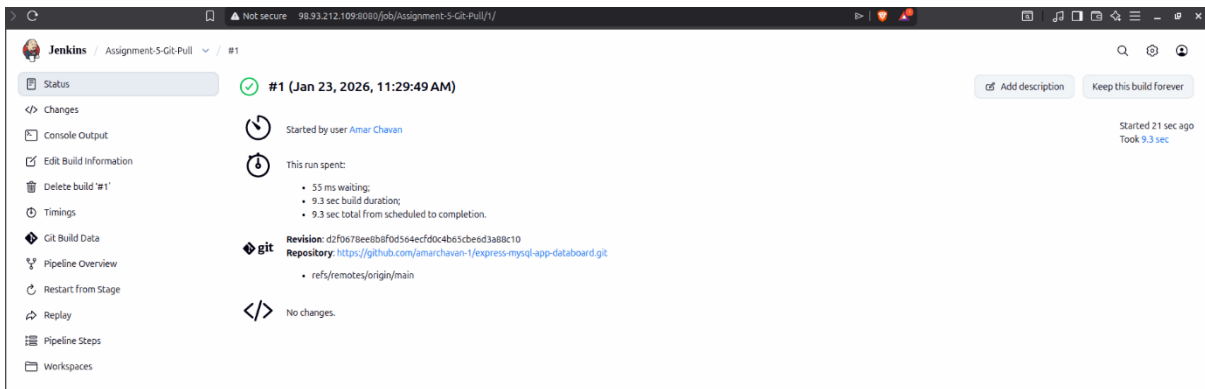 Not secure 98.93.212.109:8080/job/Assignment-5-Git-Pull/1/
Jenkins / Assignment-5-Git-Pull / #1
Status
#1 (Jan 23, 2026, 11:29:49 AM)
Add description
Keep this build forever
Changes
Started by user Amar Chavan
Started 21 sec ago
Took 9.3 sec
Console Output
Edit Build Information
This run spent:
Delete build '#1'
• 55 ms waiting;
• 9.3 sec build duration;
• 9.3 sec total from scheduled to completion.
Timings
Git Build Data
git
Revision: d2f0678ee8b8f0d564ecfd0c4b65cbe6d3a88c10
Repository: https://github.com/amarchavan-1/express-mysql-app-databoard.git
• refs/remotes/origin/main
Pipeline Overview
Restart from Stage
Replay
No changes.
Pipeline Steps
Workspaces